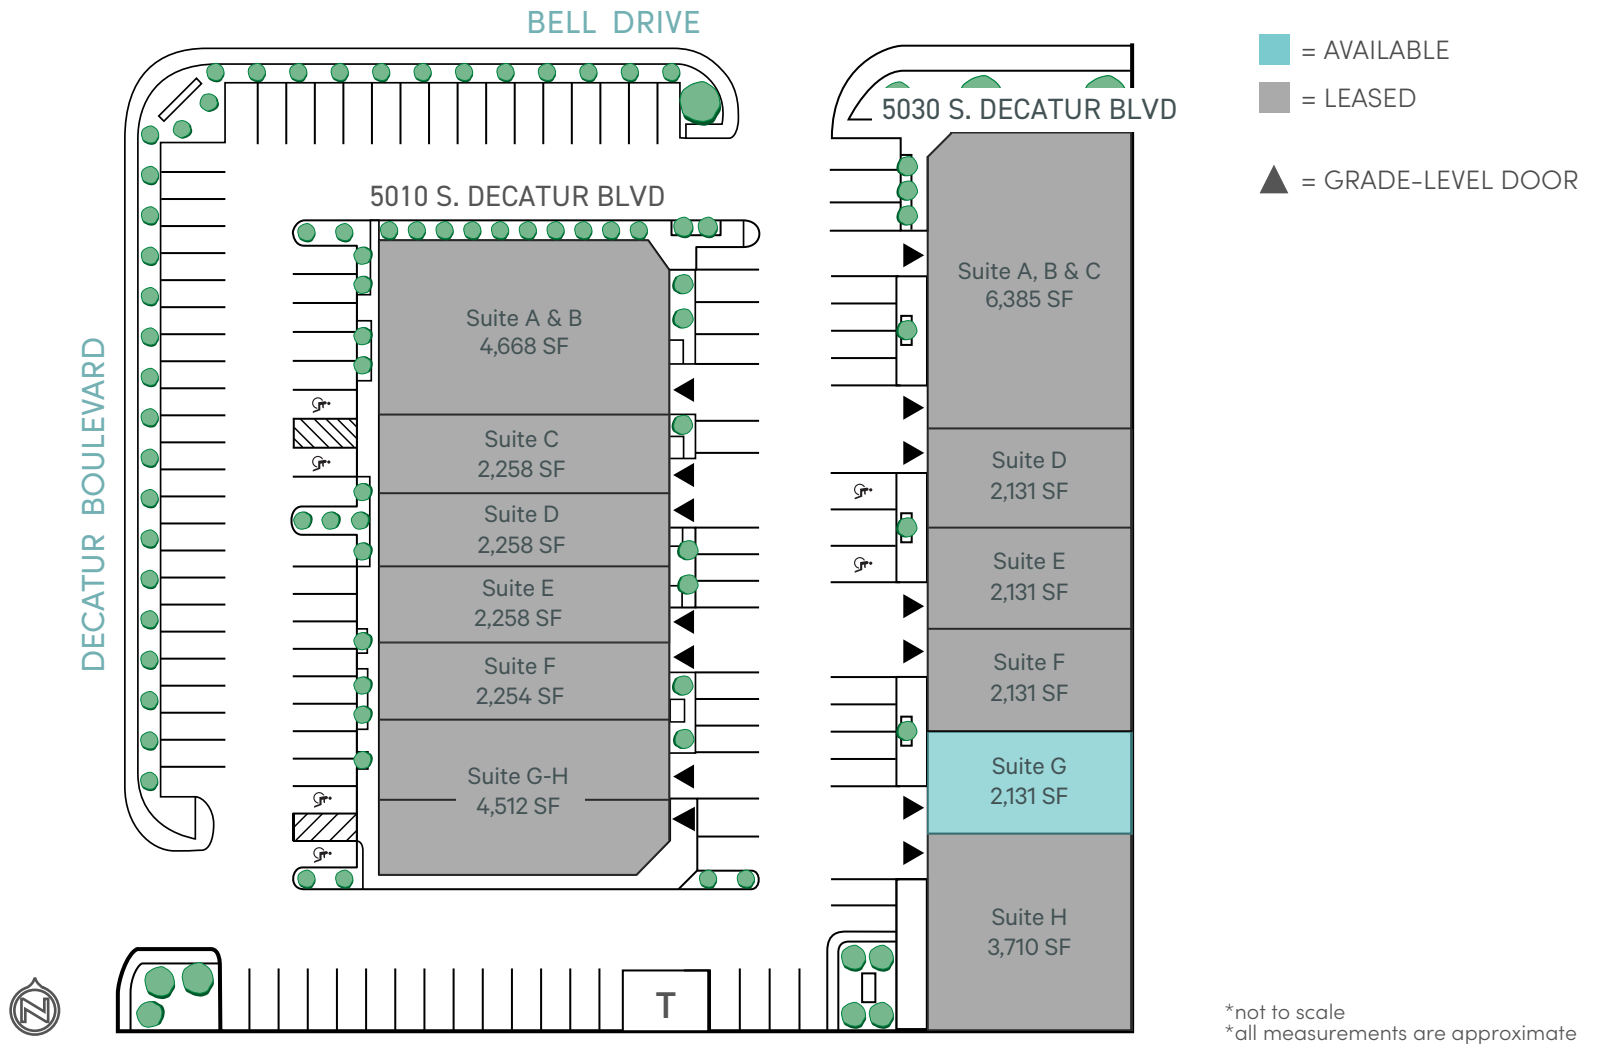 BELL DRIVE
= AVAILABLE
= LEASED
= GRADE-LEVEL DOOR
DECATUR BOULEVARD
5010 S. DECATUR BLVD
Suite A & B
4,668 SF
Suite C
2,258 SF
Suite D
2,258 SF
Suite E
2,258 SF
Suite F
2,254 SF
Suite G-H
4,512 SF
5030 S. DECATUR BLVD
Suite A, B & C
6,385 SF
Suite D
2,131 SF
Suite E
2,131 SF
Suite F
2,131 SF
Suite G
2,131 SF
Suite H
3,710 SF
T
N
*not to scale
*all measurements are approximate